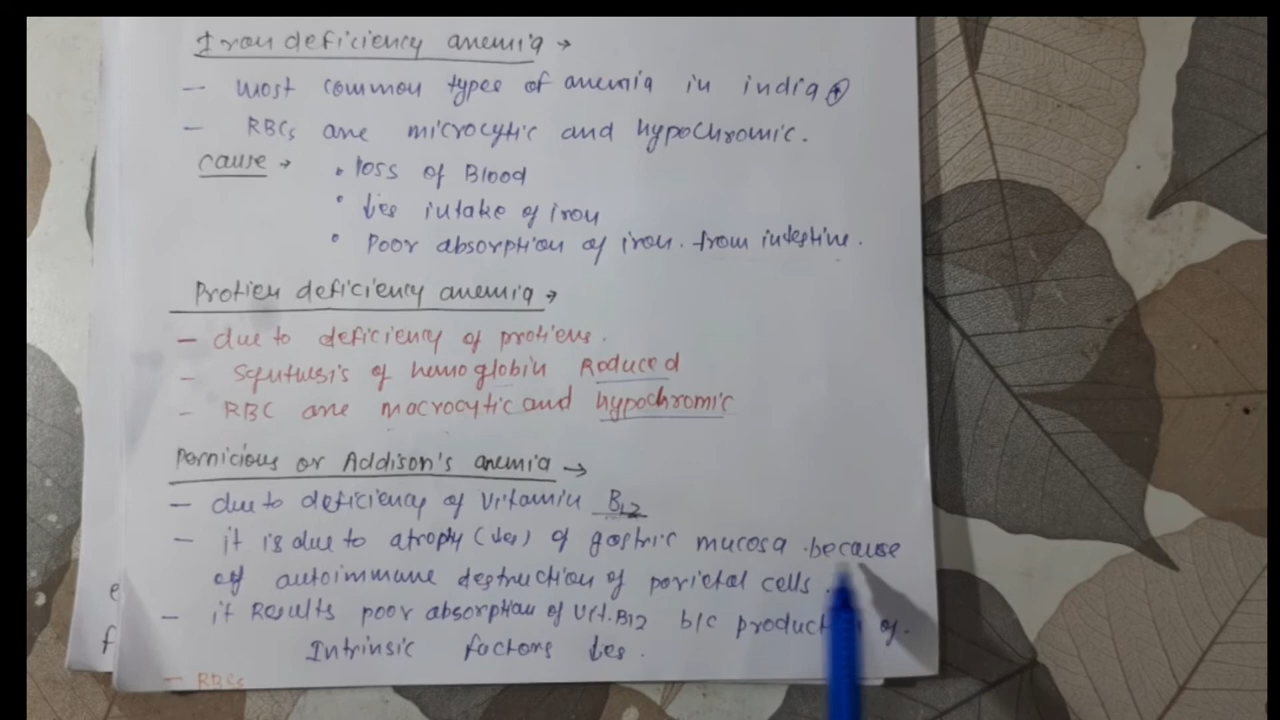 Iron deficiency anemia →
- most common types of anemia in india
- RBCs are microcytic and hypochromic.
cause →
• loss of Blood
• ↓es intake of iron
• Poor absorption of iron. from intestine.
Protien deficiency anemia →
- due to deficiency of protiens.
- Synthesis of hemoglobin Reduced
- RBC are macrocytic and hypochromic
Pernicious or Addison's anemia →
- due to deficiency of vitamin B12
- it is due to atrophy (↓es) of gastric mucosa because
of autoimmune destruction of parietal cells.
- it Results poor absorption of Vit. B12 b/c of
Intrinsic factors ↓es.
- RBCs